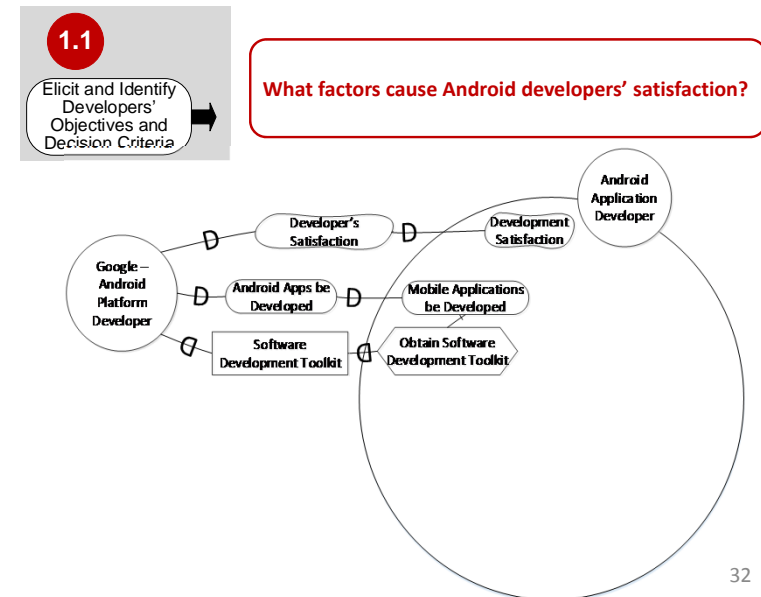 1.1
Elicit and Identify
Developers'
Objectives and
Decision Criteria
What factors cause Android developers' satisfaction?
Android
Application
Developer
Developer's
Satisfaction
Development
Satisfaction
Google –
Android
Platform
Developer
Android Apps be
Developed
Mobile Applications
be Developed
Software
Development Toolkit
Obtain Software
Development Toolkit
D
D
D
D
D
D
32